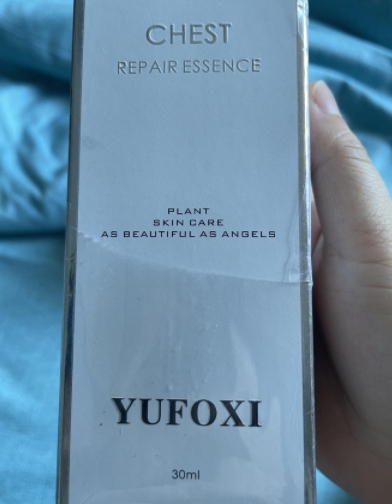 CHEST
REPAIR ESSENCE
PLANT
SKIN CARE
AS BEAUTIFUL AS ANGELS
YUFOXI
30ml